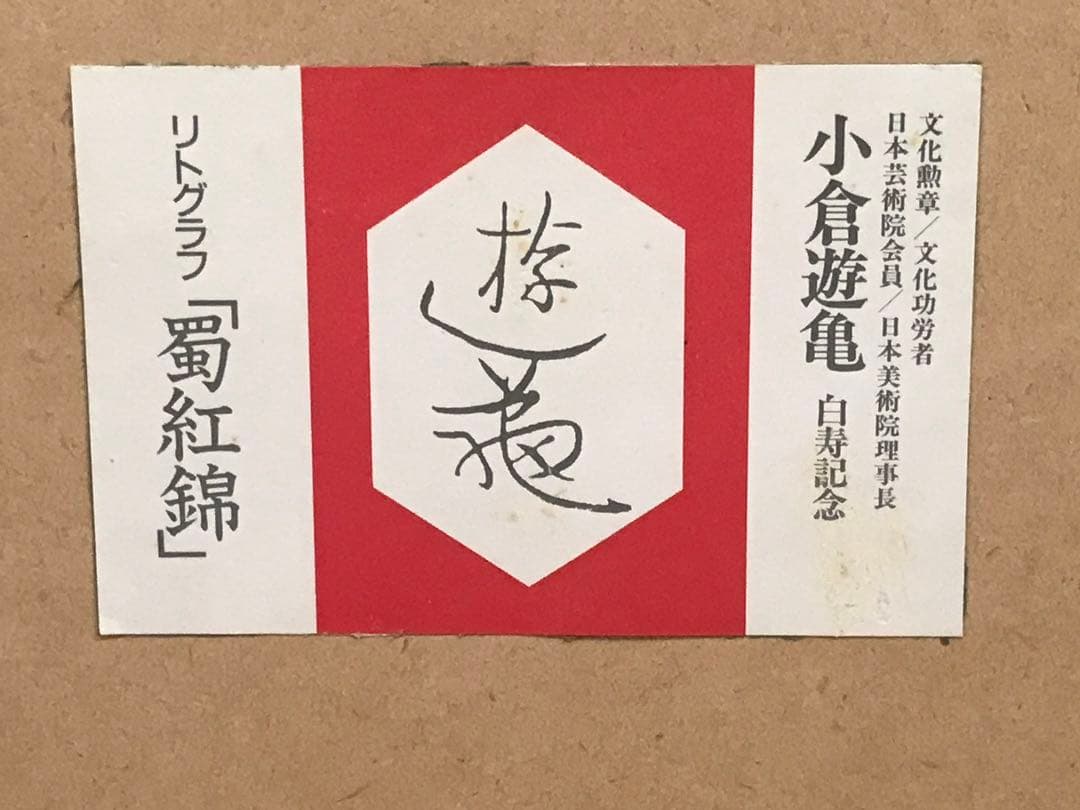 文化勲章／文化功労者
日本芸術院会員／日本美術院理事長
小倉遊亀 白寿記念
遊亀
リトグラフ「蜀紅錦」